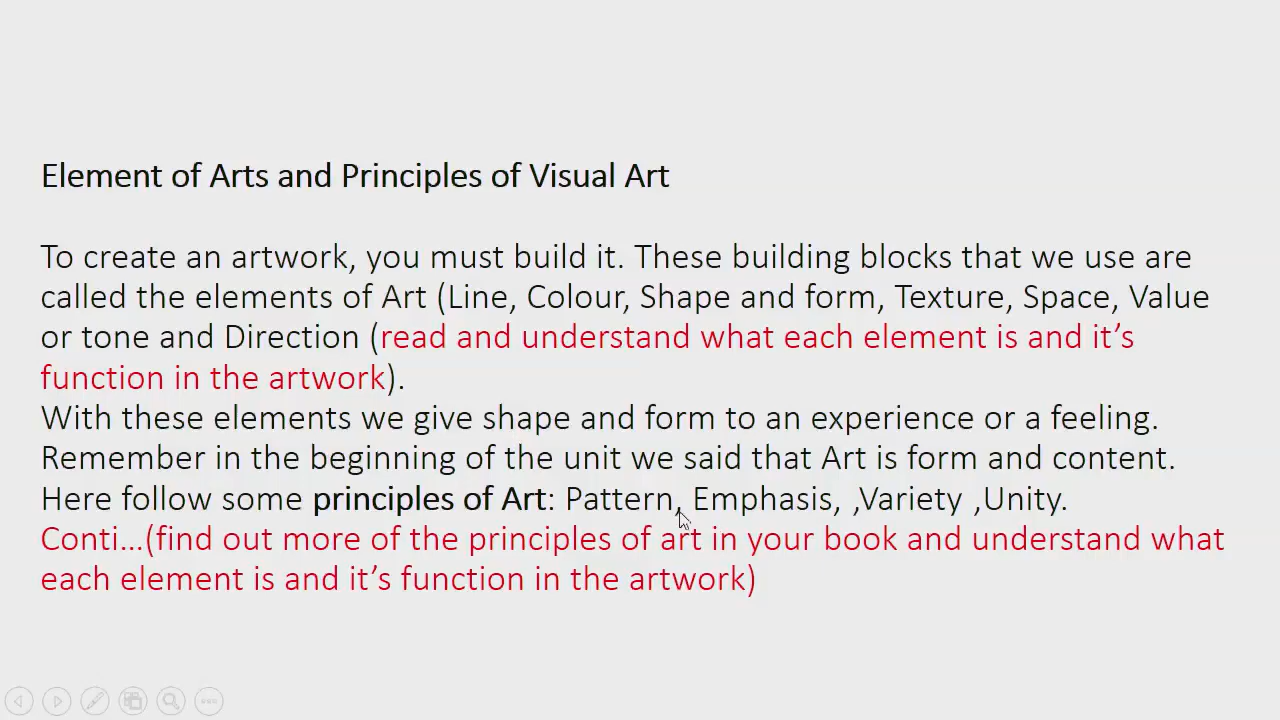 Element of Arts and Principles of Visual Art
To create an artwork, you must build it. These building blocks that we use are
called the elements of Art (Line, Colour, Shape and form, Texture, Space, Value
or tone and Direction (read and understand what each element is and it’s
function in the artwork).
With these elements we give shape and form to an experience or a feeling.
Remember in the beginning of the unit we said that Art is form and content.
Here follow some principles of Art: Pattern, Emphasis, ,Variety ,Unity.
Conti…(find out more of the principles of art in your book and understand what
each element is and it’s function in the artwork)